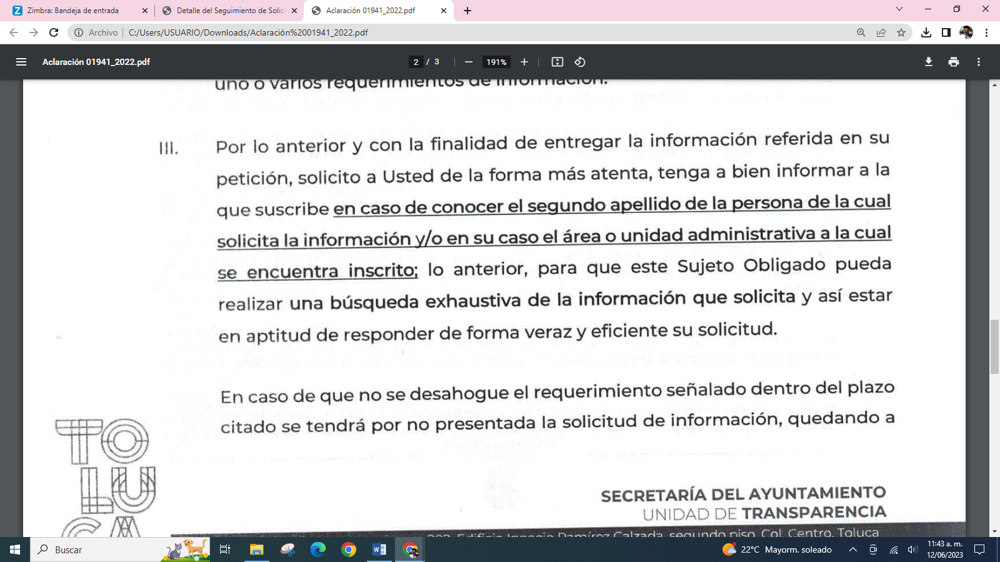 Zimbra: Bandeja de entrada
Detalle del Seguimiento de Solici
Aclaración 01941_2022.pdf
Archivo | C:/Users/USUARIO/Downloads/Aclaración%2001941_2022.pdf
Aclaración 01941_2022.pdf
2 / 3
191%
uno o varios requerimientos de información.
III. Por lo anterior y con la finalidad de entregar la información referida en su
petición, solicito a Usted de la forma más atenta, tenga a bien informar a la
que suscribe en caso de conocer el segundo apellido de la persona de la cual
solicita la información y/o en su caso el área o unidad administrativa a la cual
se encuentra inscrito; lo anterior, para que este Sujeto Obligado pueda
realizar una búsqueda exhaustiva de la información que solicita y así estar
en aptitud de responder de forma veraz y eficiente su solicitud.
En caso de que no se desahogue el requerimiento señalado dentro del plazo
citado se tendrá por no presentada la solicitud de información, quedando a
TO
LU
CA
SECRETARÍA DEL AYUNTAMIENTO
UNIDAD DE TRANSPARENCIA
Edificio Ignacio Ramírez Calzada, segundo piso, Col. Centro, Toluca
Buscar
22°C Mayorm. soleado
11:43 a. m.
12/06/2023